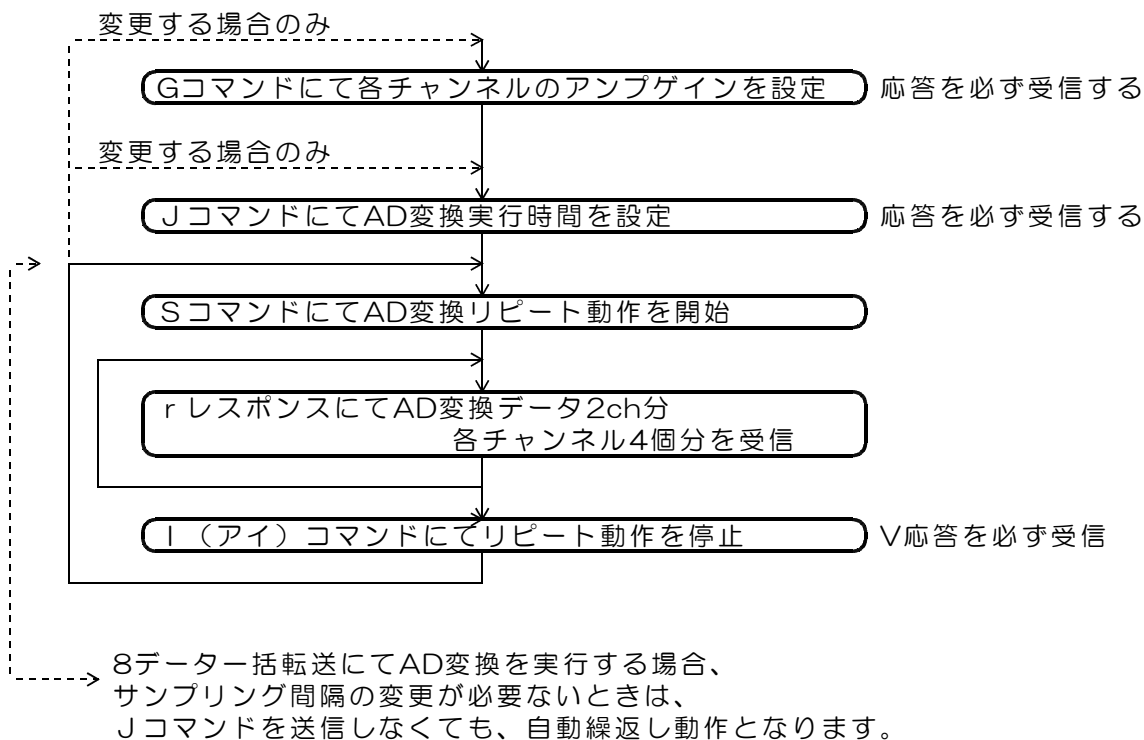 変更する場合のみ
Gコマンドにて各チャンネルのアンプゲインを設定 応答を必ず受信する
変更する場合のみ
JコマンドにてAD変換実行時間を設定 応答を必ず受信する
SコマンドにてAD変換リピート動作を開始
rレスポンスにてAD変換データ2ch分
各チャンネル4個分を受信
I（アイ）コマンドにてリピート動作を停止 V応答を必ず受信
8データ一括転送にてAD変換を実行する場合、
サンプリング間隔の変更が必要ないときは、
Jコマンドを送信しなくても、自動繰返し動作となります。